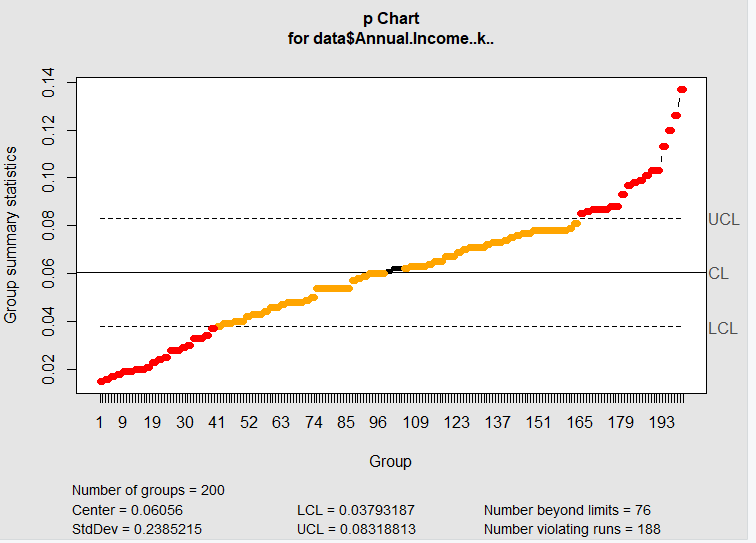 p Chart
for data$Annual.Income..k..
Group summary statistics
0.14
0.12
0.10
0.08
0.06
0.04
0.02
UCL
CL
LCL
1 9 19 30 41 52 63 74 85 96 109 123 137 151 165 179 193
Group
Number of groups = 200
Center = 0.06056 LCL = 0.03793187 Number beyond limits = 76
StdDev = 0.2385215 UCL = 0.08318813 Number violating runs = 188